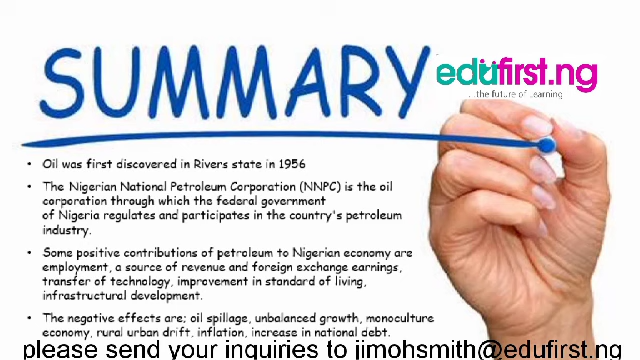 SUMMARY
edufirst.ng
...the future of Learning
• Oil was first discovered in Rivers state in 1956
• The Nigerian National Petroleum Corporation (NNPC) is the oil
corporation through which the federal government
of Nigeria regulates and participates in the country's petroleum
industry.
• Some positive contributions of petroleum to Nigerian economy are
employment, a source of revenue and foreign exchange earnings,
transfer of technology, improvement in standard of living,
infrastructural development.
• The negative effects are; oil spillage, unbalanced growth, monoculture
economy, rural urban drift, inflation, increase in national debt.
please send your inquiries to jimohsmith@edufirst.ng